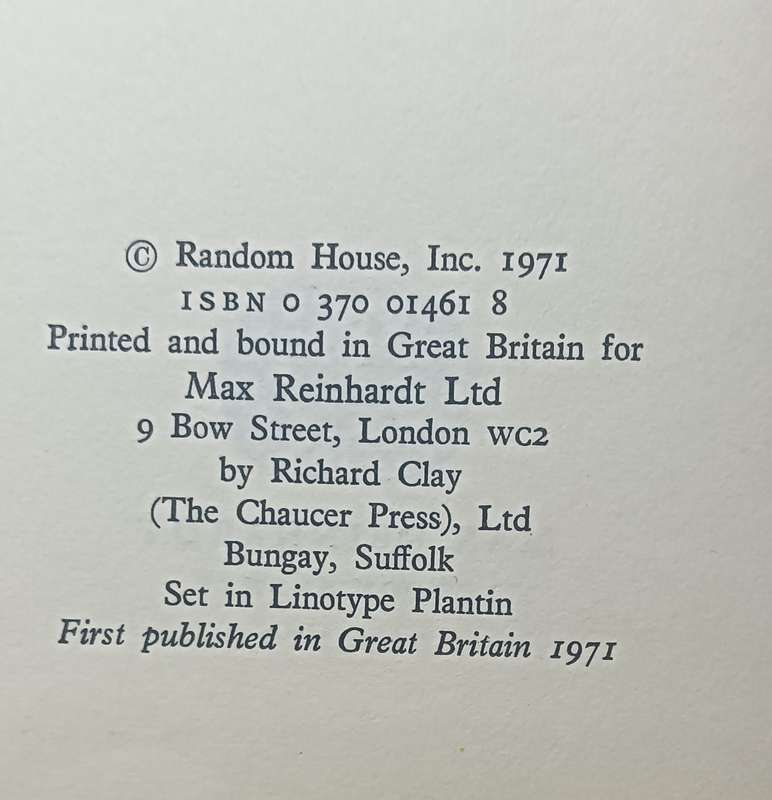 © Random House, Inc. 1971
ISBN 0 370 01461 8
Printed and bound in Great Britain for
Max Reinhardt Ltd
9 Bow Street, London WC2
by Richard Clay
(The Chaucer Press), Ltd
Bungay, Suffolk
Set in Linotype Plantin
First published in Great Britain 1971